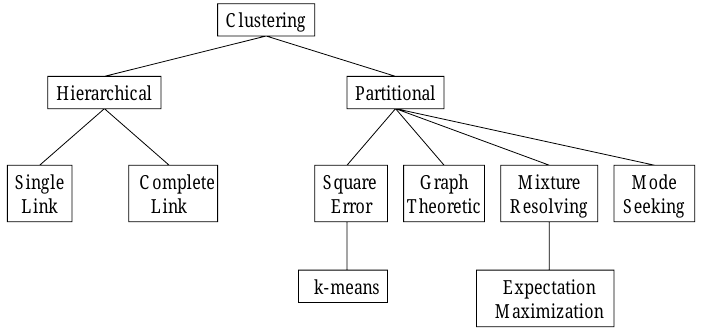 Clustering
Hierarchical
Partitional
Single
Link
Complete
Link
Square
Error
Graph
Theoretic
Mixture
Resolving
Mode
Seeking
k-means
Expectation
Maximization